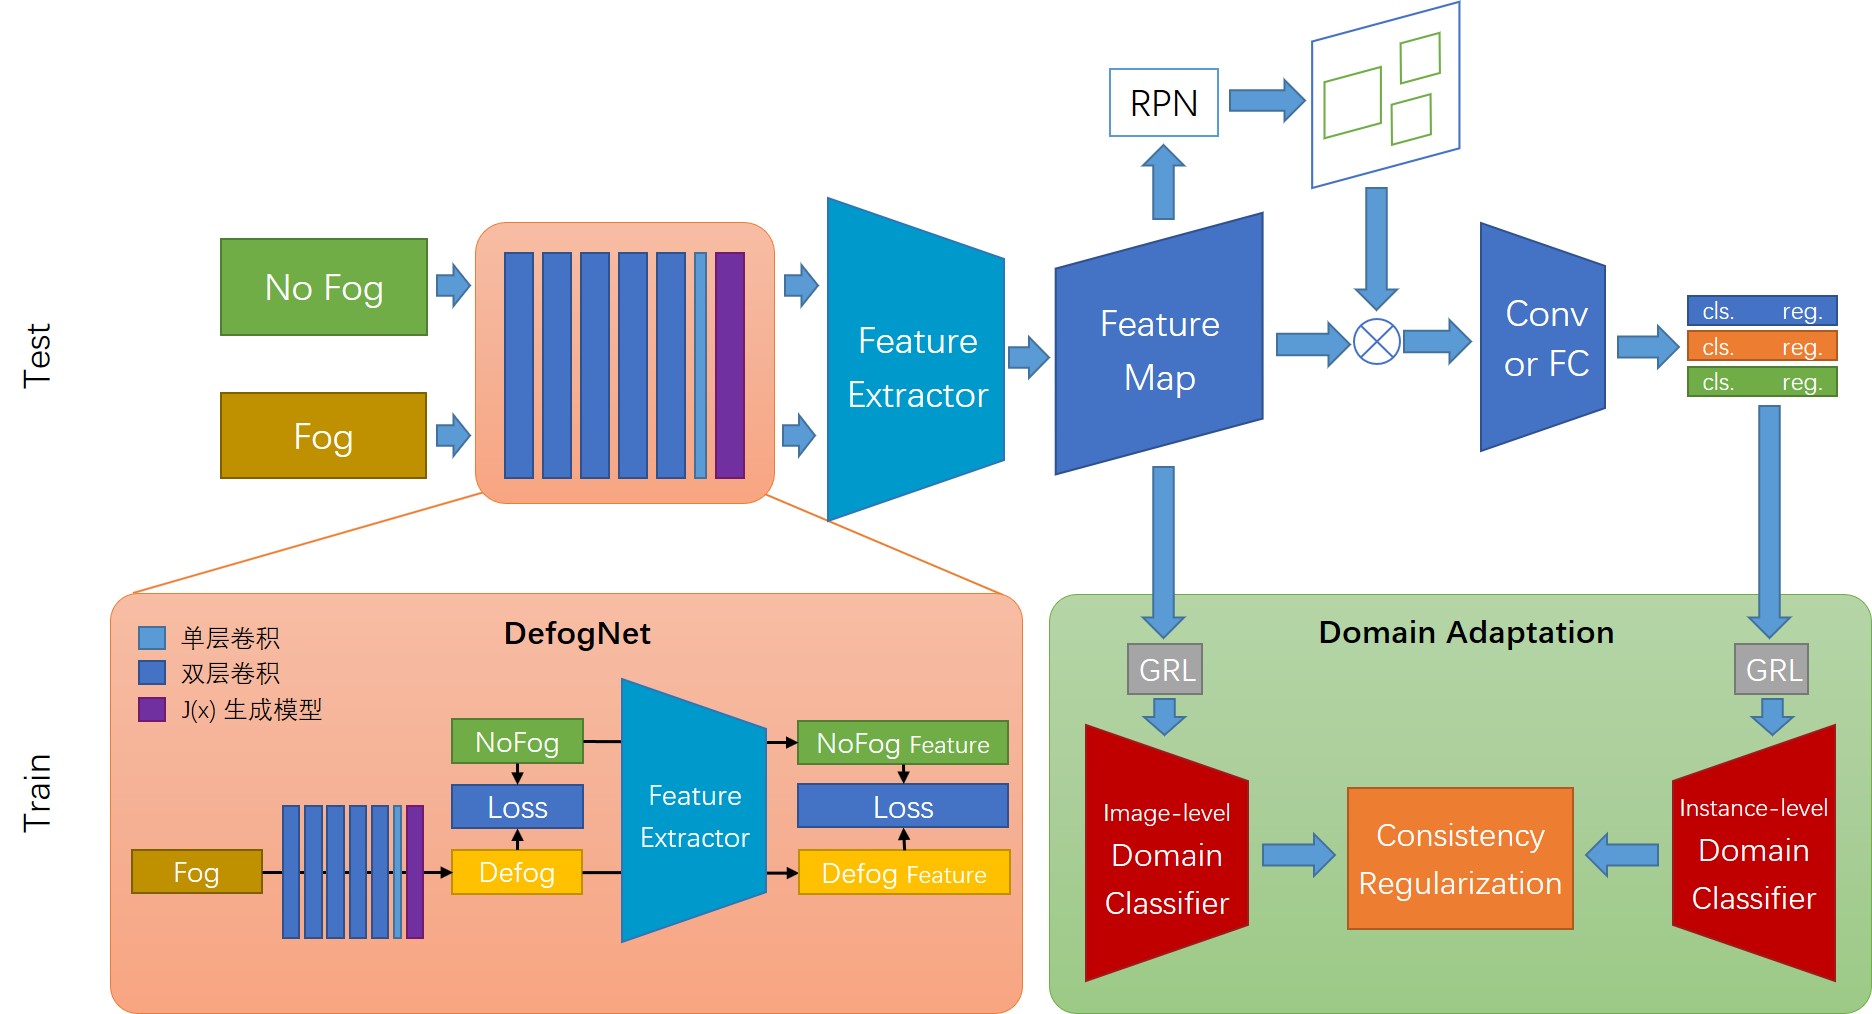 Test
Train
No Fog
Fog
Feature
Extractor
Feature
Map
RPN
Conv
or FC
cls. reg.
cls. reg.
cls. reg.
DefogNet
单层卷积
双层卷积
J(x) 生成模型
Fog
NoFog
Loss
Defog
Feature
Extractor
NoFog Feature
Loss
Defog Feature
Domain Adaptation
GRL
GRL
Image-level
Domain
Classifier
Consistency
Regularization
Instance-level
Domain
Classifier